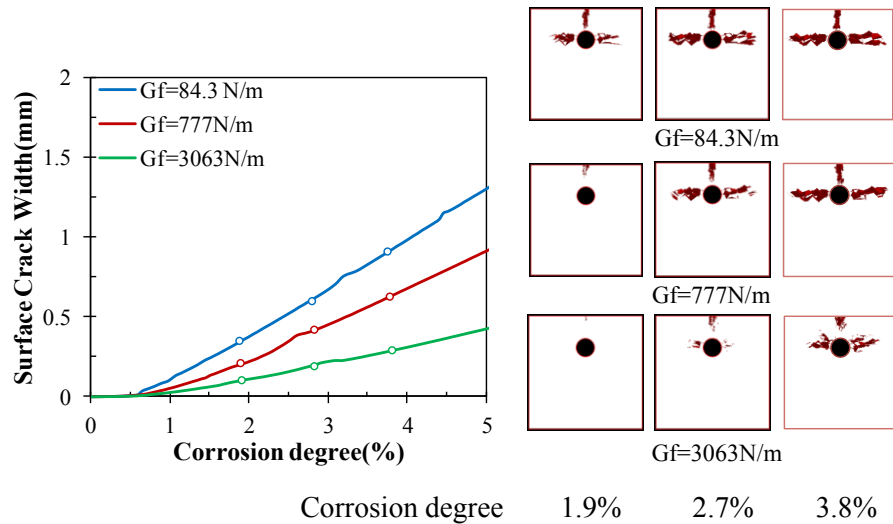 Gf=84.3 N/m
Gf=777N/m
Gf=3063N/m
Surface Crack Width(mm)
2
1.5
1
0.5
0
0 1 2 3 4 5
Corrosion degree(%)
Gf=84.3N/m
Gf=777N/m
Gf=3063N/m
Corrosion degree 1.9% 2.7% 3.8%